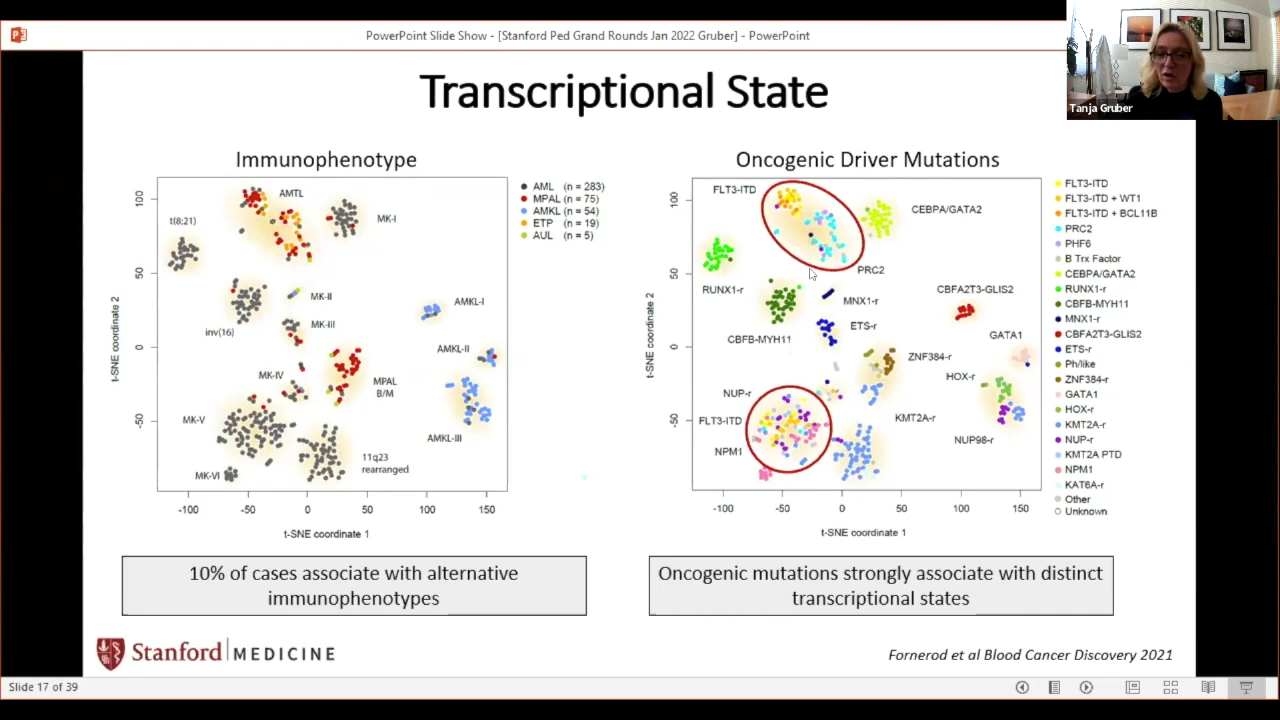 PowerPoint Slide Show - [Stanford Ped Grand Rounds Jan 2022 Gruber] - PowerPoint
Tanja Gruber
Transcriptional State
Immunophenotype
100
50
0
-50
t-SNE coordinate 2
AMTL
t(8;21)
MK-I
MK-II
inv(16)
MK-III
AMKL-I
AMKL-II
MK-IV
MPAL
B/M
MK-V
AMKL-III
11q23
rearranged
MK-VI
-100
-50
0
50
100
150
t-SNE coordinate 1
AML (n = 283)
MPAL (n = 75)
AMKL (n = 54)
ETP (n = 19)
AUL (n = 5)
Oncogenic Driver Mutations
100
50
0
-50
t-SNE coordinate 2
FLT3-ITD
CEBPA/GATA2
PRC2
RUNX1-r
CBFA2T3-GLIS2
MNX1-r
ETS-r
CBFB-MYH11
GATA1
ZNF384-r
HOX-r
NUP-r
FLT3-ITD
KMT2A-r
NUP98-r
NPM1
-100
-50
0
50
100
150
t-SNE coordinate 1
FLT3-ITD
FLT3-ITD + WT1
FLT3-ITD + BCL11B
PRC2
PHF6
B Trx Factor
CEBPA/GATA2
RUNX1-r
CBFB-MYH11
MNX1-r
CBFA2T3-GLIS2
ETS-r
Ph/like
ZNF384-r
GATA1
HOX-r
KMT2A-r
NUP-r
KMT2A PTD
NPM1
KAT6A-r
Other
Unknown
10% of cases associate with alternative
immunophenotypes
Oncogenic mutations strongly associate with distinct
transcriptional states
Stanford MEDICINE
Fornerod et al Blood Cancer Discovery 2021
Slide 17 of 39